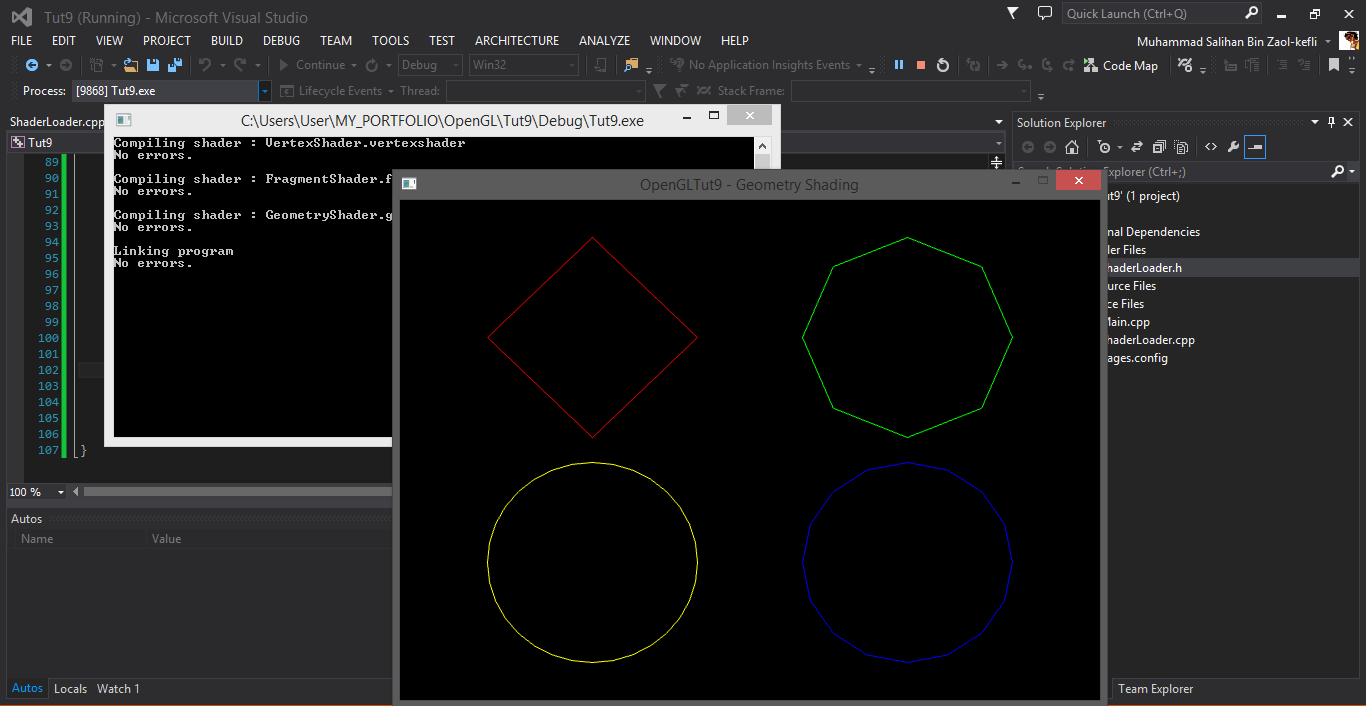 Tut9 (Running) - Microsoft Visual Studio
Quick Launch (Ctrl+Q)
FILE EDIT VIEW PROJECT BUILD DEBUG TEAM TOOLS TEST ARCHITECTURE ANALYZE WINDOW HELP
Muhammad Salihan Bin Zaol-kefli
Continue Debug Win32 No Application Insights Events Code Map
Process: [9868] Tut9.exe Lifecycle Events Thread: Stack Frame:
ShaderLoader.cpp
Tut9
C:\Users\User\MY_PORTFOLIO\OpenGL\Tut9\Debug\Tut9.exe
Compiling shader : VertexShader.vertexshader
No errors.
Compiling shader : FragmentShader.f
No errors.
Compiling shader : GeometryShader.g
No errors.
Linking program
No errors.
OpenGLTut9 - Geometry Shading
89
90
91
92
93
94
95
96
97
98
99
100
101
102
103
104
105
106
107 }
100 %
Autos
Name Value
Autos Locals Watch 1
Solution Explorer
Explorer (Ctrl+;)
ut9' (1 project)
nal Dependencies
der Files
haderLoader.h
urce Files
ce Files
Main.cpp
haderLoader.cpp
ages.config
Team Explorer